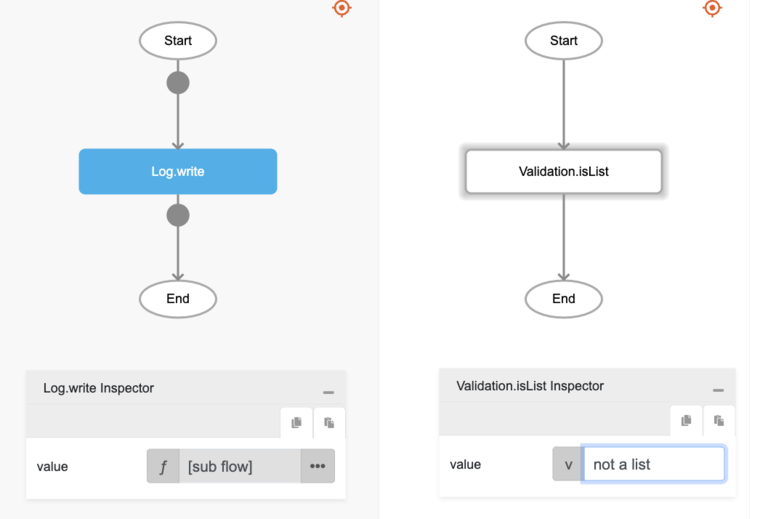 Start
Log.write
End
Log.write Inspector
value
f
[sub flow]
•••
Start
Validation.isList
End
Validation.isList Inspector
value
v
not a list